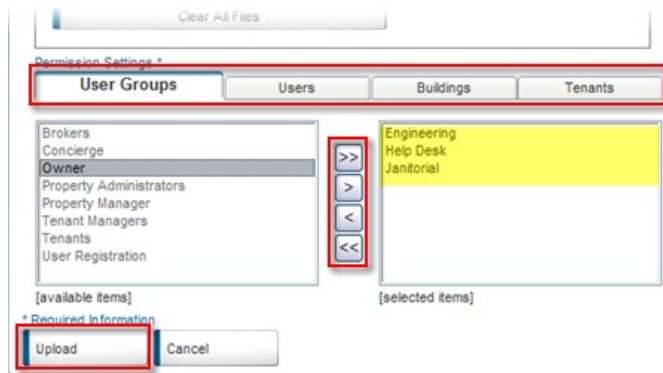 Clear All Files
Permission Settings *
User Groups Users Buildings Tenants
Brokers
Concierge
Owner
Property Administrators
Property Manager
Tenant Managers
Tenants
User Registration
>>
>
<
<<
Engineering
Help Desk
Janitorial
[available items] [selected items]
* Required Information
Upload Cancel